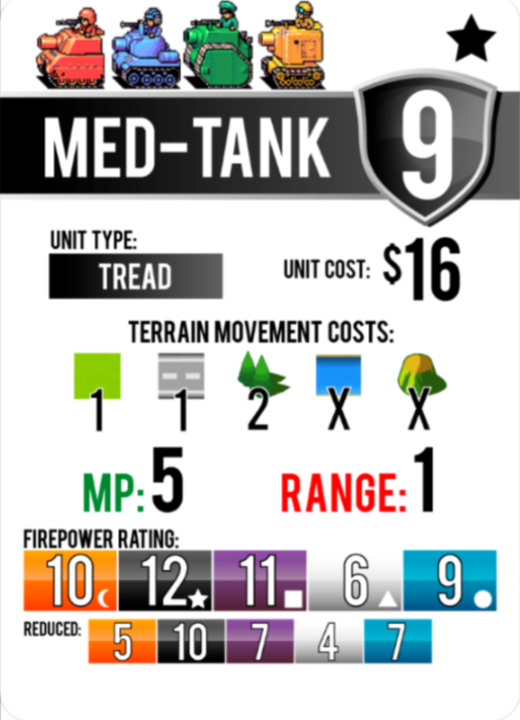 MED-TANK 9
UNIT TYPE:
TREAD
UNIT COST: $16
TERRAIN MOVEMENT COSTS:
1 1 2 X X
MP: 5 RANGE: 1
FIREPOWER RATING:
10 12 11 6 9
REDUCED: 5 10 7 4 7